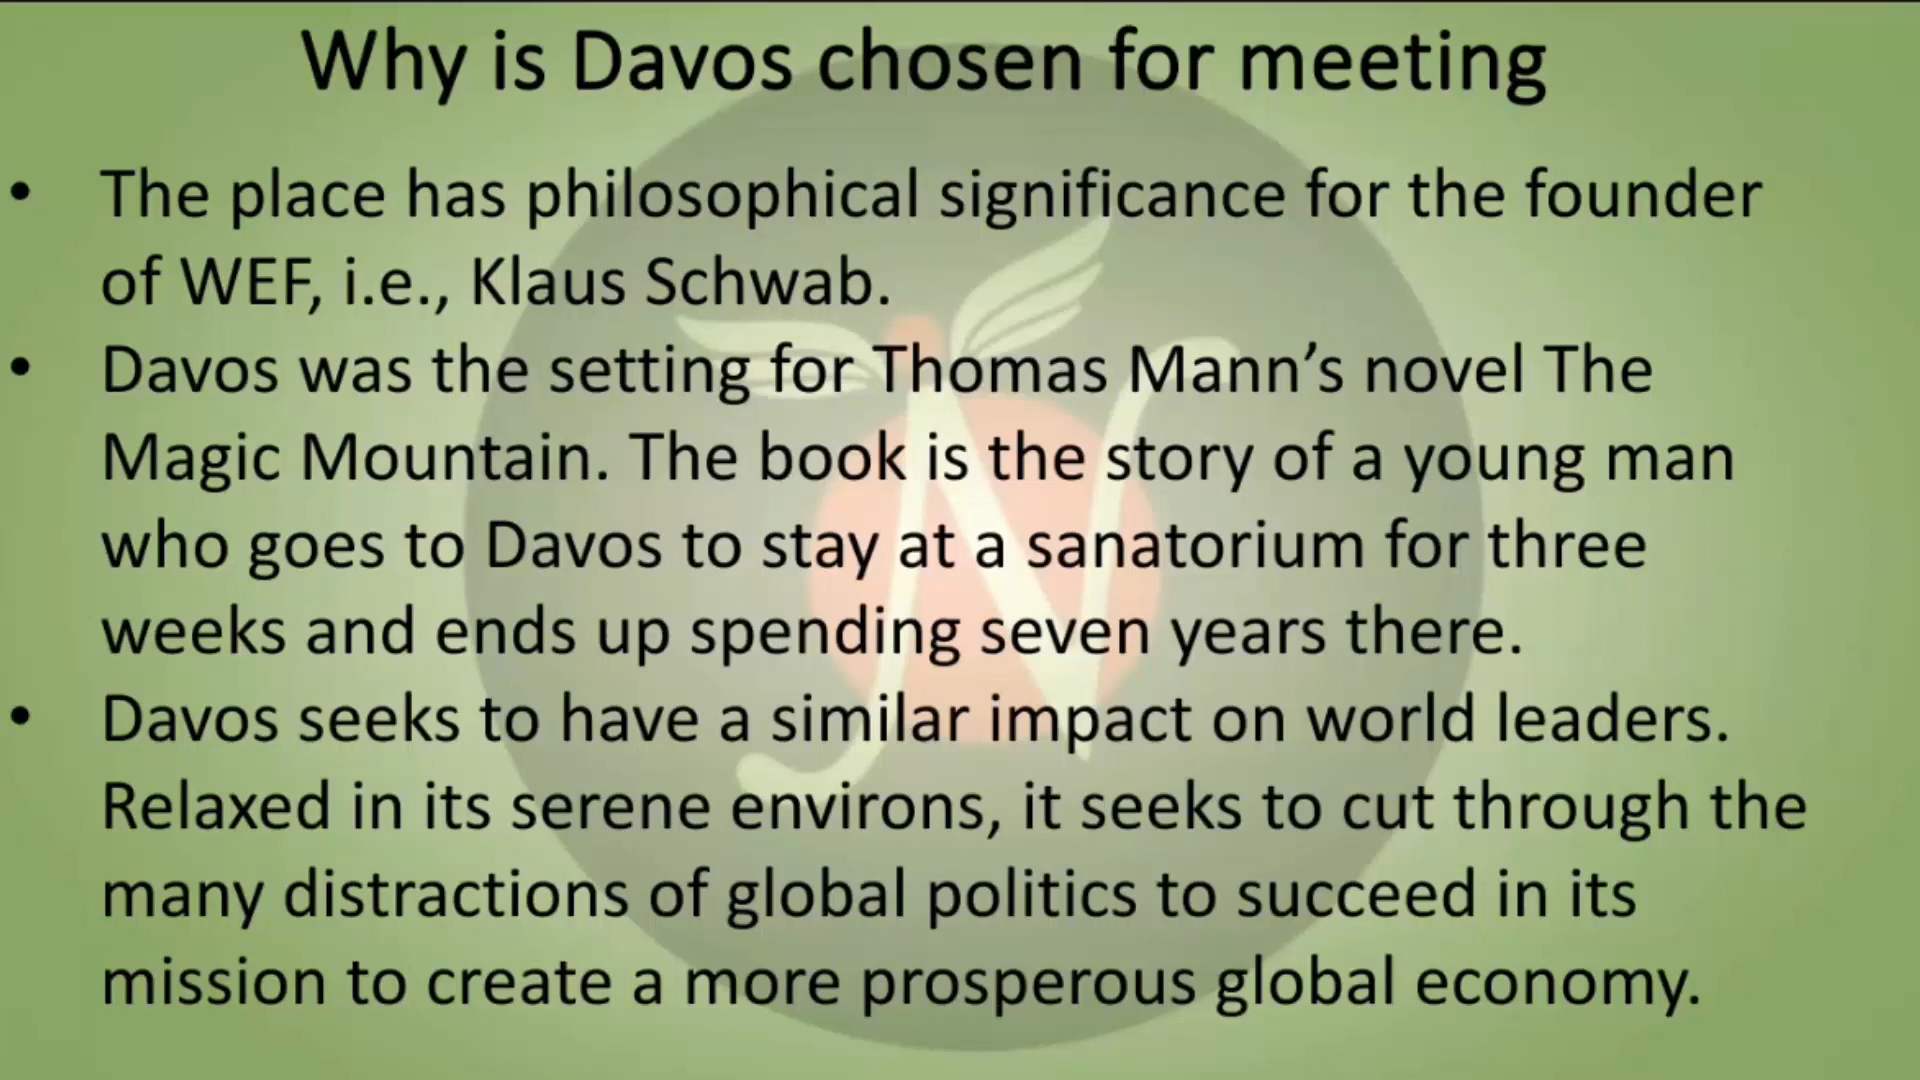 Why is Davos chosen for meeting
• The place has philosophical significance for the founder
of WEF, i.e., Klaus Schwab.
• Davos was the setting for Thomas Mann’s novel The
Magic Mountain. The book is the story of a young man
who goes to Davos to stay at a sanatorium for three
weeks and ends up spending seven years there.
• Davos seeks to have a similar impact on world leaders.
Relaxed in its serene environs, it seeks to cut through the
many distractions of global politics to succeed in its
mission to create a more prosperous global economy.